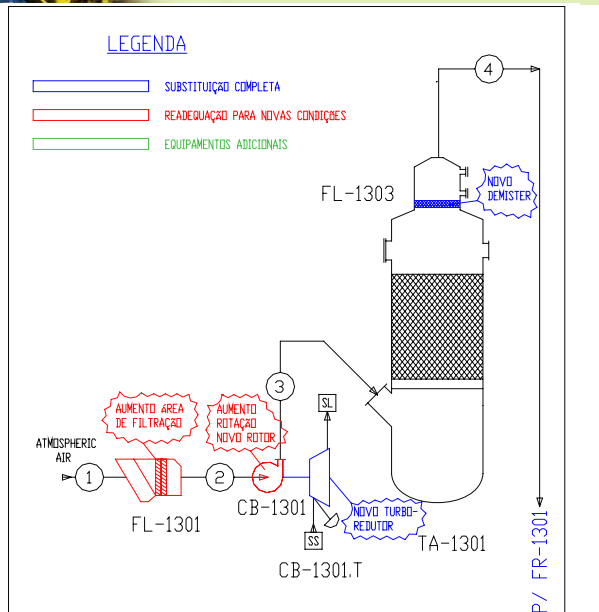 LEGENDA
SUBSTITUIÇÃO COMPLETA
READEQUAÇÃO PARA NOVAS CONDIÇÕES
EQUIPAMENTOS ADICIONAIS
4
FL-1303
NOVO
DEMISTER
3
AUMENTO ÁREA
DE FILTRAÇÃO
AUMENTO
ROTAÇÃO
NOVO ROTOR
SL
ATMOSPHERIC
AIR
1
2
FL-1301
CB-1301
NOVO TURBO-
REDUTOR
SS
TA-1301
CB-1301.T
P/ FR-1301